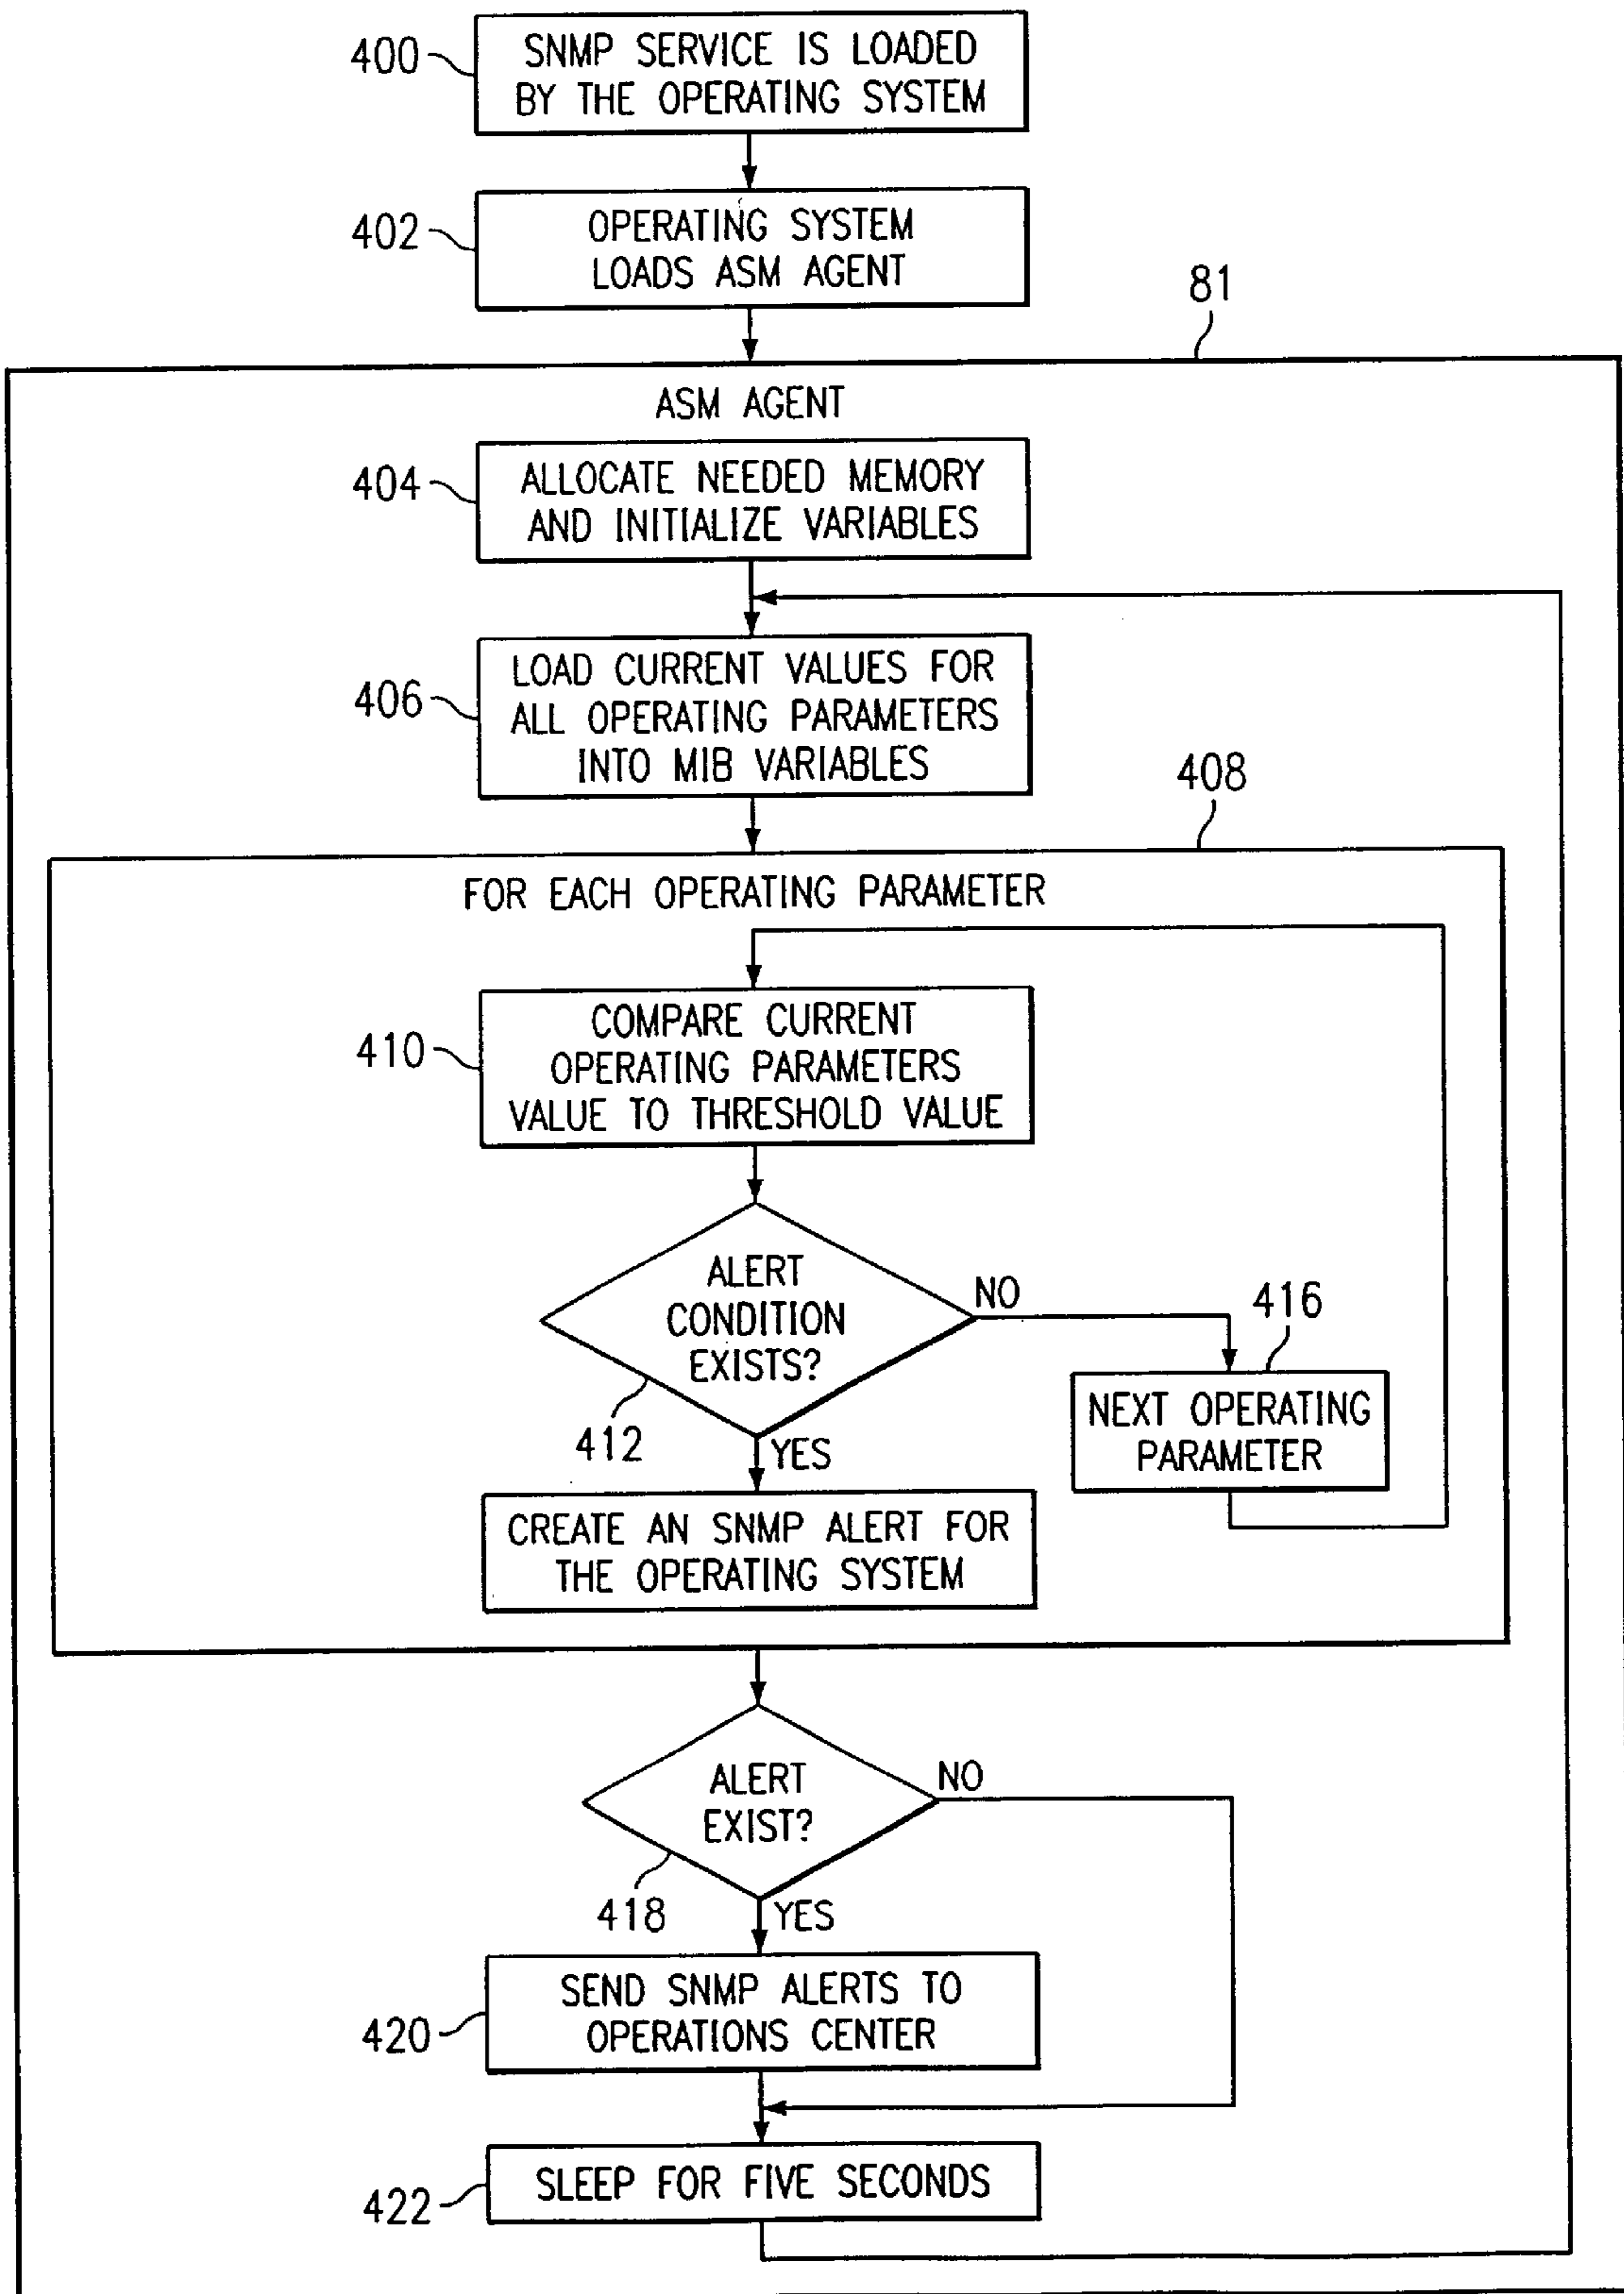 400
SNMP SERVICE IS LOADED
BY THE OPERATING SYSTEM
402
OPERATING SYSTEM
LOADS ASM AGENT
81
ASM AGENT
404
ALLOCATE NEEDED MEMORY
AND INITIALIZE VARIABLES
406
LOAD CURRENT VALUES FOR
ALL OPERATING PARAMETERS
INTO MIB VARIABLES
408
FOR EACH OPERATING PARAMETER
410
COMPARE CURRENT
OPERATING PARAMETERS
VALUE TO THRESHOLD VALUE
ALERT
CONDITION
EXISTS?
NO
416
412
YES
NEXT OPERATING
PARAMETER
CREATE AN SNMP ALERT FOR
THE OPERATING SYSTEM
ALERT
EXIST?
NO
418
YES
420
SEND SNMP ALERTS TO
OPERATIONS CENTER
422
SLEEP FOR FIVE SECONDS